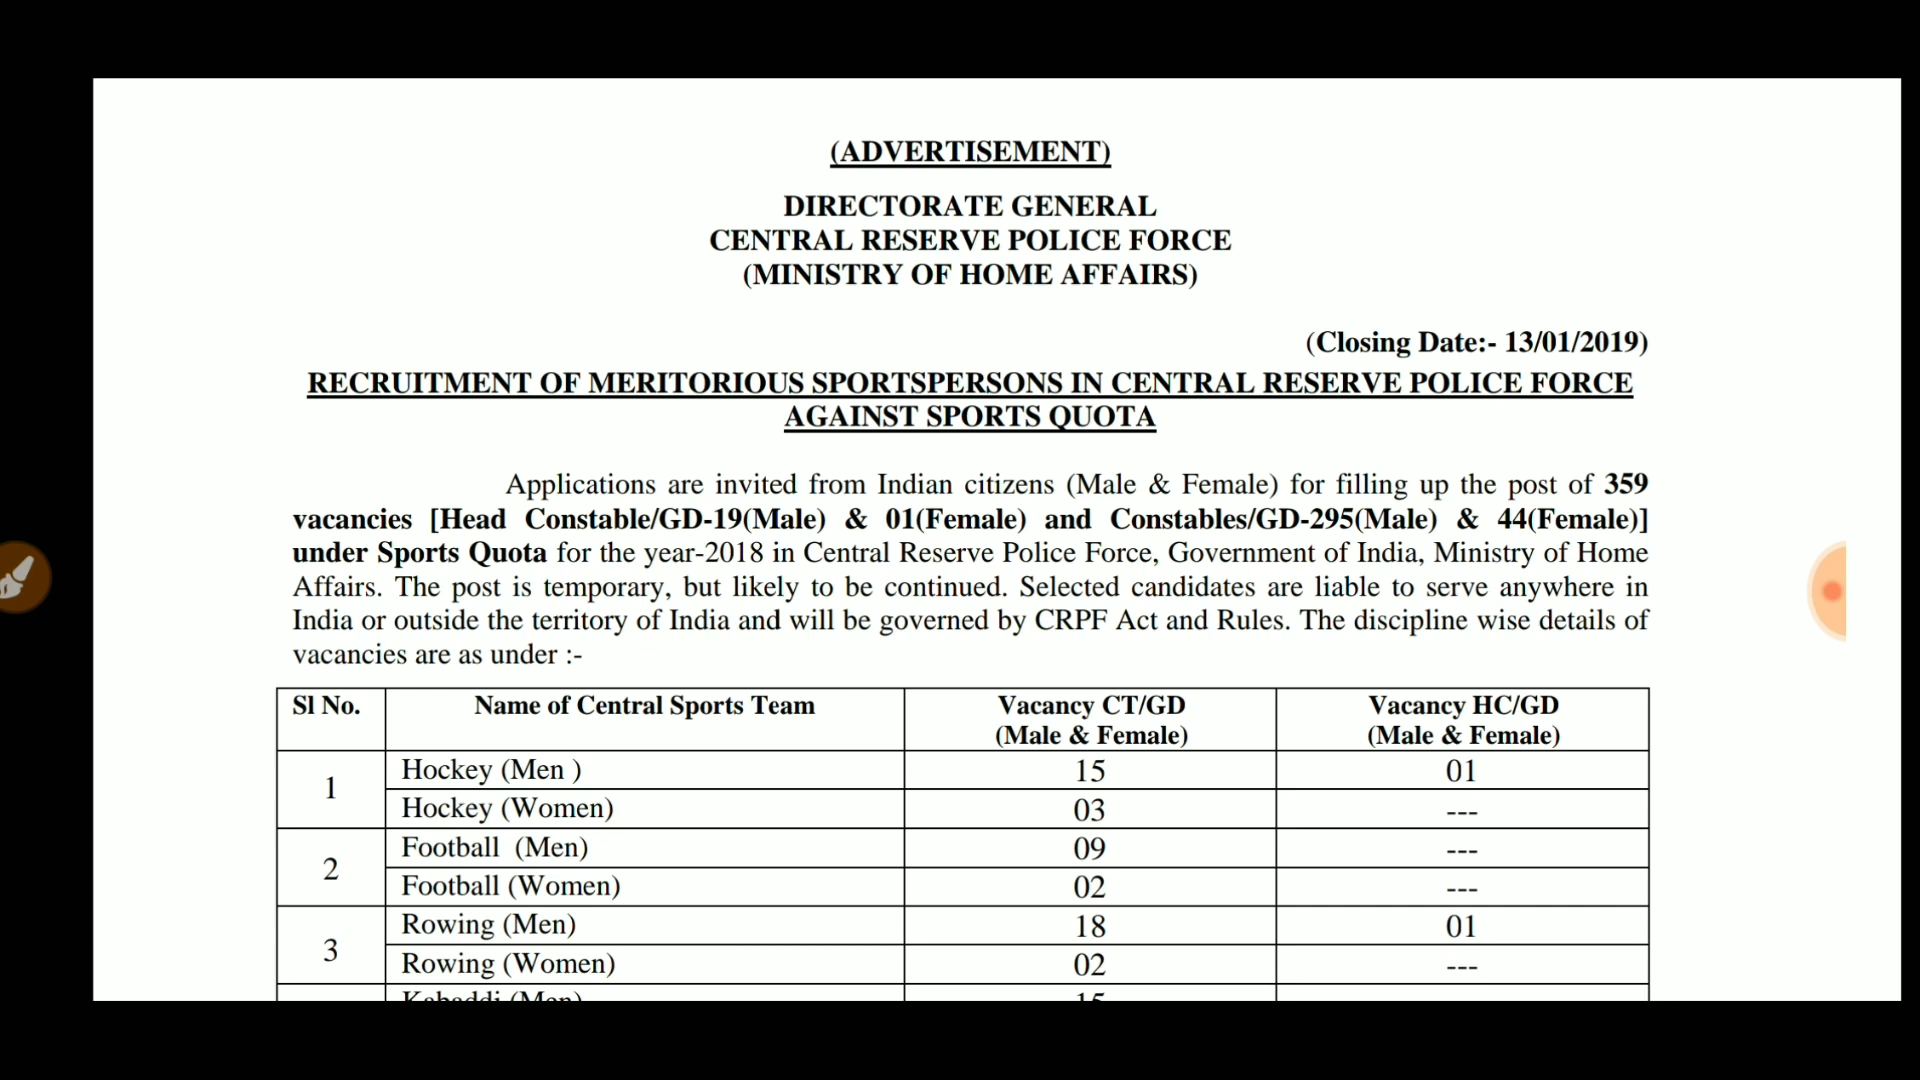 (ADVERTISEMENT)
DIRECTORATE GENERAL
CENTRAL RESERVE POLICE FORCE
(MINISTRY OF HOME AFFAIRS)
(Closing Date:- 13/01/2019)
RECRUITMENT OF MERITORIOUS SPORTSPERSONS IN CENTRAL RESERVE POLICE FORCE
AGAINST SPORTS QUOTA
Applications are invited from Indian citizens (Male & Female) for filling up the post of 359
vacancies [Head Constable/GD-19(Male) & 01(Female) and Constables/GD-295(Male) & 44(Female)]
under Sports Quota for the year-2018 in Central Reserve Police Force, Government of India, Ministry of Home
Affairs. The post is temporary, but likely to be continued. Selected candidates are liable to serve anywhere in
India or outside the territory of India and will be governed by CRPF Act and Rules. The discipline wise details of
vacancies are as under :-
Sl No. Name of Central Sports Team Vacancy CT/GD Vacancy HC/GD
(Male & Female) (Male & Female)
1 Hockey (Men ) 15 01
Hockey (Women) 03 ---
2 Football (Men) 09 ---
Football (Women) 02 ---
3 Rowing (Men) 18 01
Rowing (Women) 02 ---
Kabaddi (Men) 15